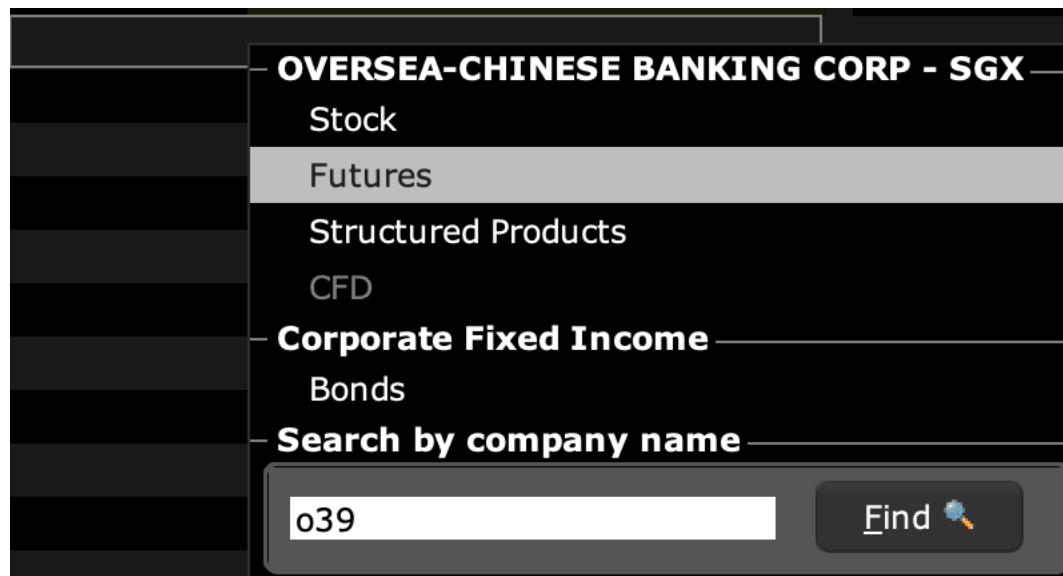 OVERSEA-CHINESE BANKING CORP - SGX
Stock
Futures
Structured Products
CFD
Corporate Fixed Income
Bonds
Search by company name
o39
Find